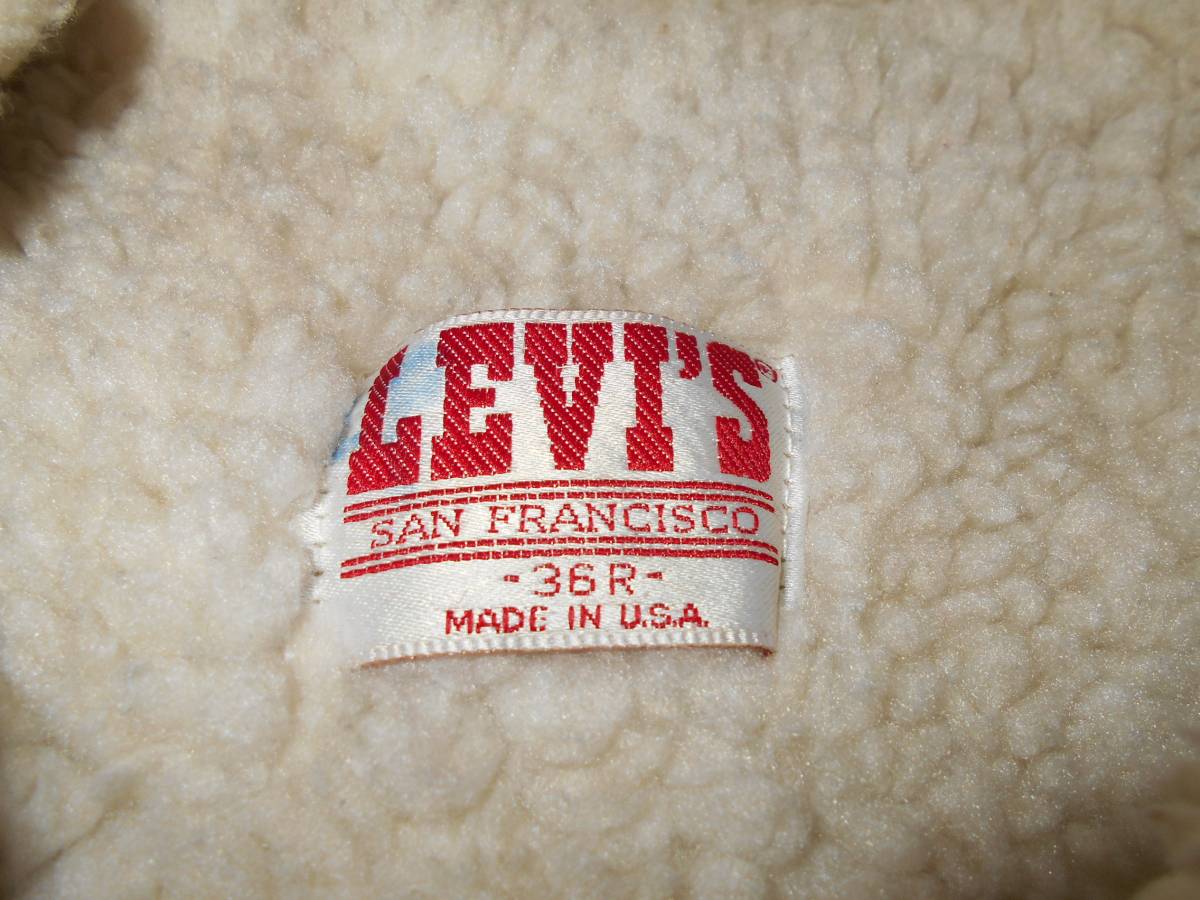 LEVI'S®
SAN FRANCISCO
-36R-
MADE IN U.S.A.